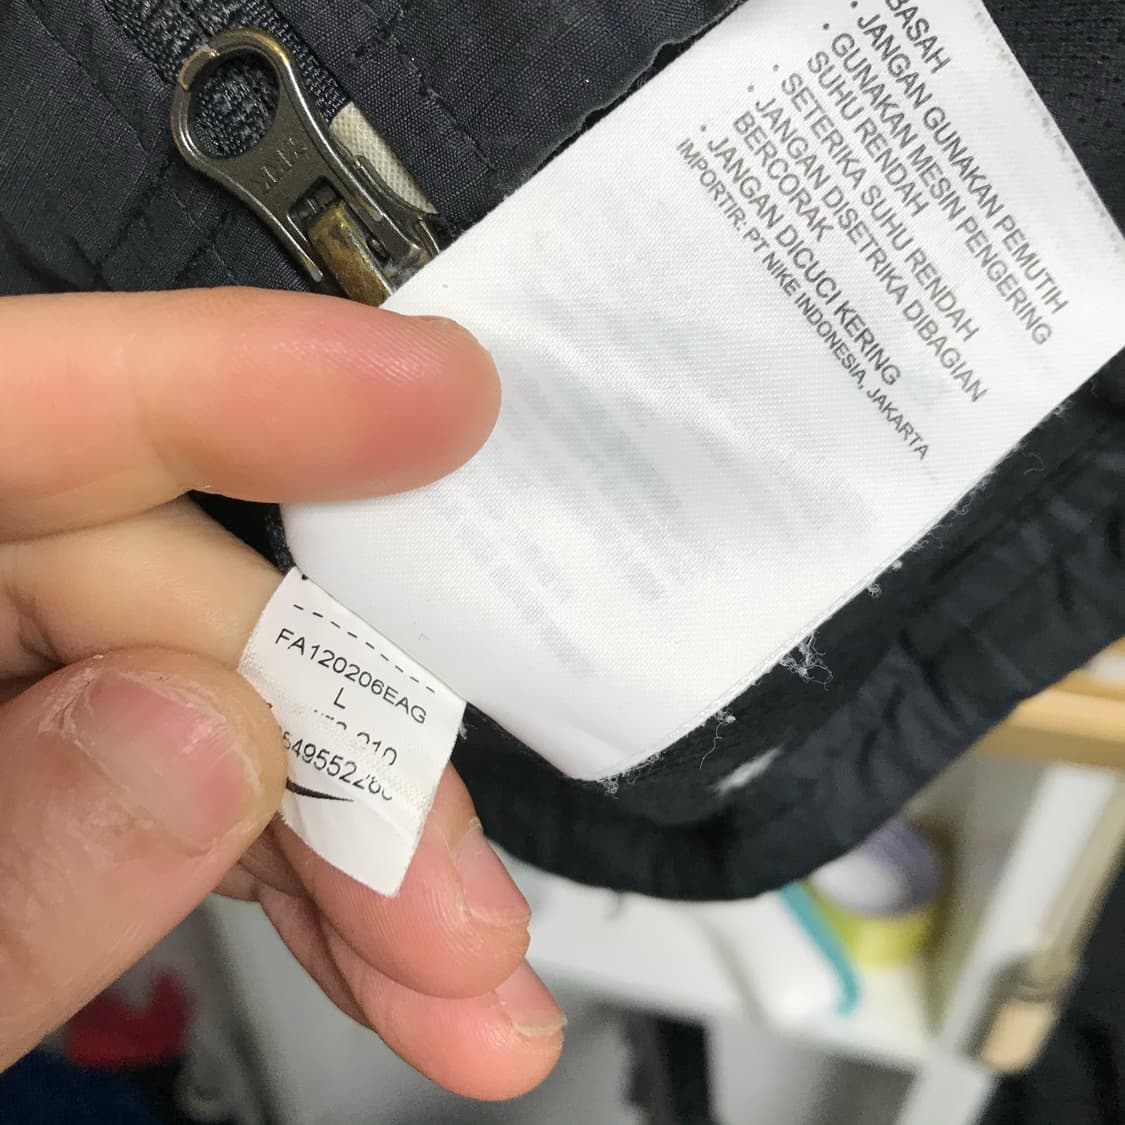 BASAH
· JANGAN GUNAKAN PEMUTIH
· GUNAKAN MESIN PENGERING
SUHU RENDAH
· SETERIKA SUHU RENDAH
· JANGAN DISETRIKA DIBAGIAN
BERCORAK
· JANGAN DICUCI KERING
IMPORTIR: PT NIKE INDONESIA, JAKARTA
YKK
FA120206EAG
L